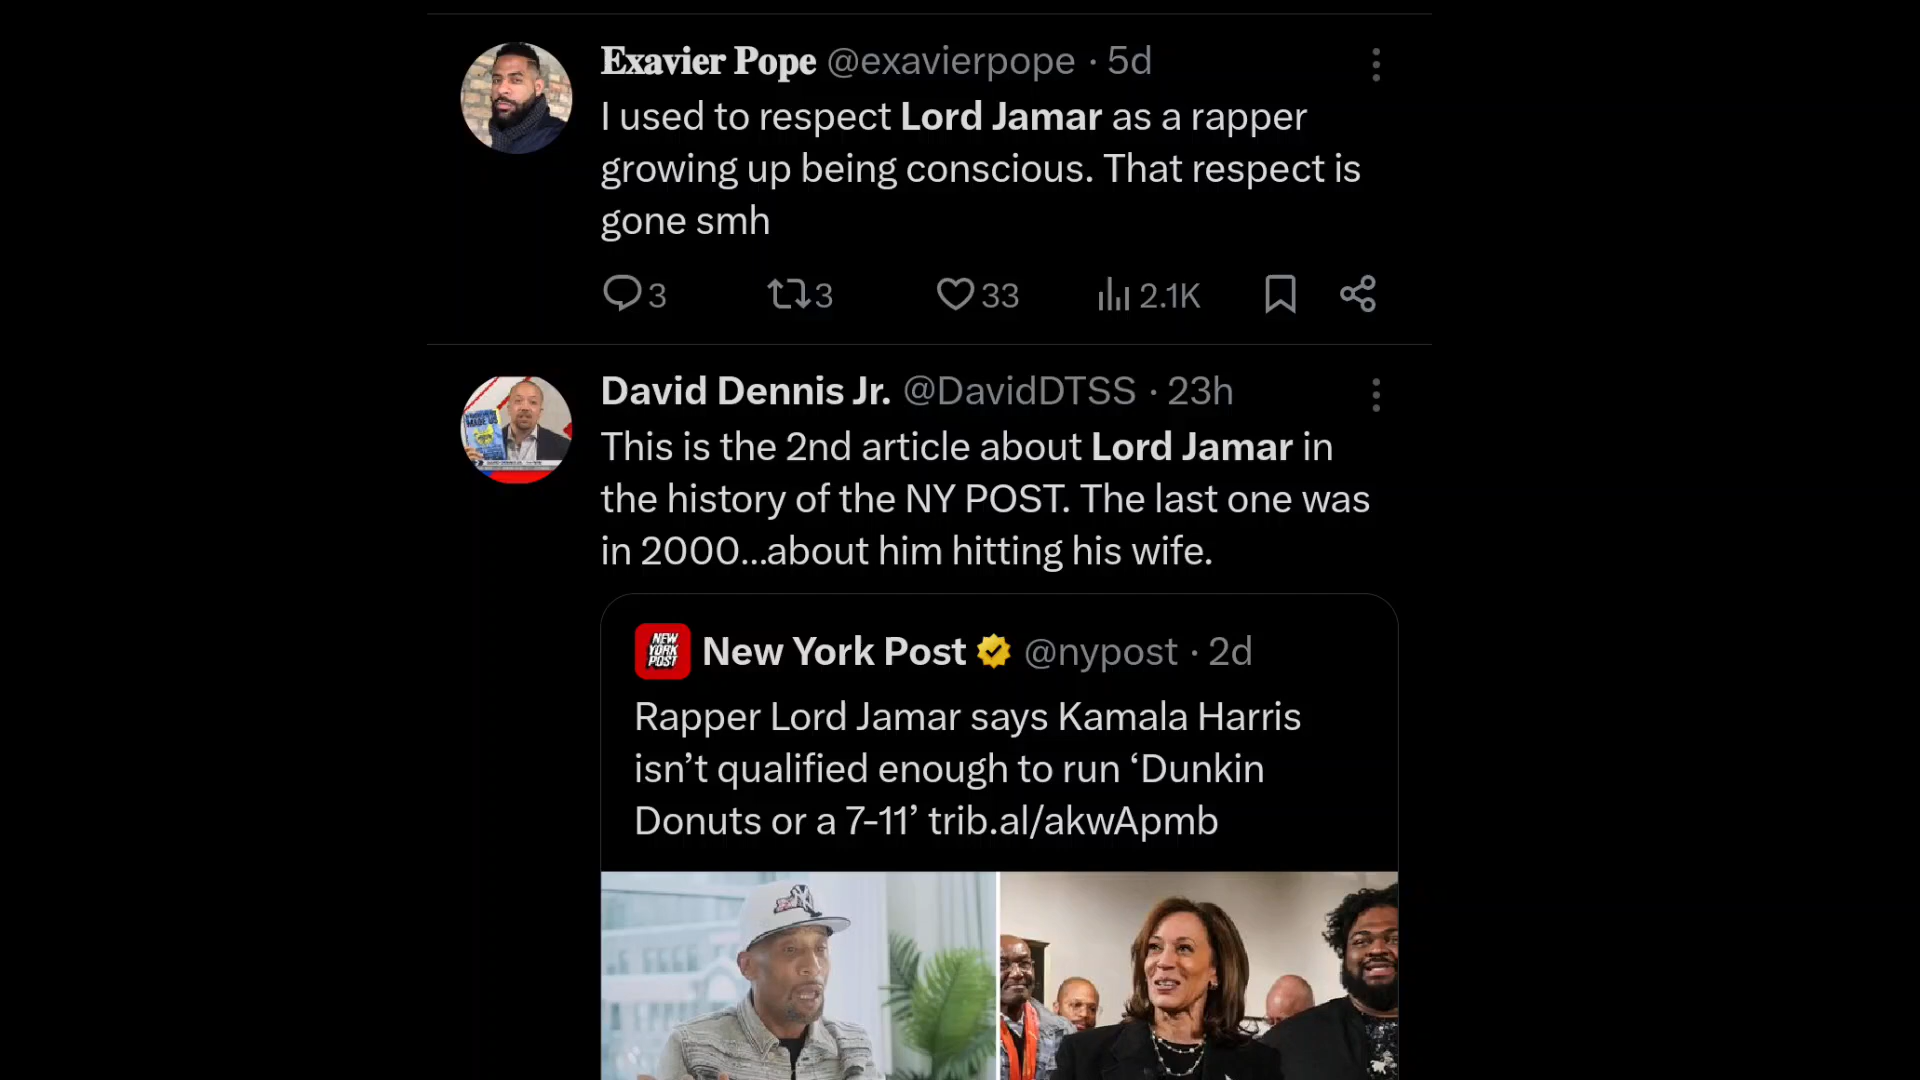 Exavier Pope @exavierpope · 5d
I used to respect Lord Jamar as a rapper
growing up being conscious. That respect is
gone smh
3 3 33 2.1K
David Dennis Jr. @DavidDTSS · 23h
This is the 2nd article about Lord Jamar in
the history of the NY POST. The last one was
in 2000...about him hitting his wife.
NEW
YORK
POST
New York Post @nypost · 2d
Rapper Lord Jamar says Kamala Harris
isn’t qualified enough to run ‘Dunkin
Donuts or a 7-11’ trib.al/akwApmb